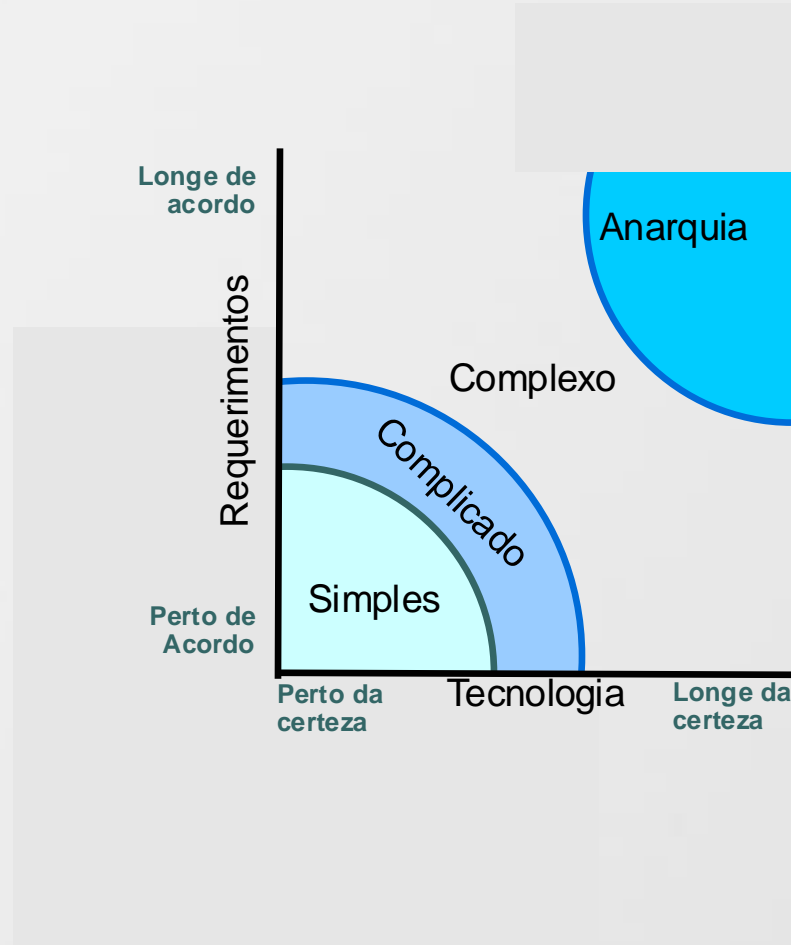 Longe de
acordo
Anarquia
Requerimentos
Complexo
Complicado
Simples
Perto de
Acordo
Tecnologia
Perto da
certeza
Longe da
certeza